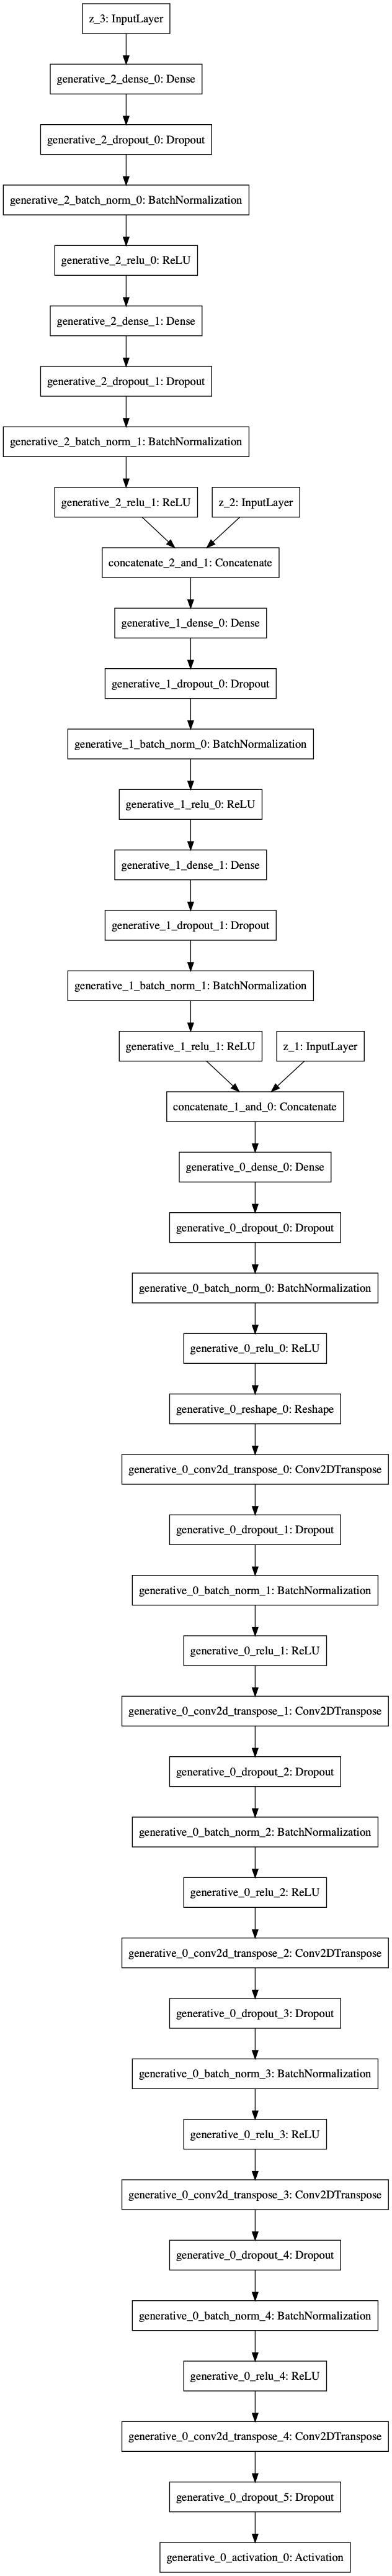 z_3: InputLayer
generative_2_dense_0: Dense
generative_2_dropout_0: Dropout
generative_2_batch_norm_0: BatchNormalization
generative_2_relu_0: ReLU
generative_2_dense_1: Dense
generative_2_dropout_1: Dropout
generative_2_batch_norm_1: BatchNormalization
generative_2_relu_1: ReLU
z_2: InputLayer
concatenate_2_and_1: Concatenate
generative_1_dense_0: Dense
generative_1_dropout_0: Dropout
generative_1_batch_norm_0: BatchNormalization
generative_1_relu_0: ReLU
generative_1_dense_1: Dense
generative_1_dropout_1: Dropout
generative_1_batch_norm_1: BatchNormalization
generative_1_relu_1: ReLU
z_1: InputLayer
concatenate_1_and_0: Concatenate
generative_0_dense_0: Dense
generative_0_dropout_0: Dropout
generative_0_batch_norm_0: BatchNormalization
generative_0_relu_0: ReLU
generative_0_reshape_0: Reshape
generative_0_conv2d_transpose_0: Conv2DTranspose
generative_0_dropout_1: Dropout
generative_0_batch_norm_1: BatchNormalization
generative_0_relu_1: ReLU
generative_0_conv2d_transpose_1: Conv2DTranspose
generative_0_dropout_2: Dropout
generative_0_batch_norm_2: BatchNormalization
generative_0_relu_2: ReLU
generative_0_conv2d_transpose_2: Conv2DTranspose
generative_0_dropout_3: Dropout
generative_0_batch_norm_3: BatchNormalization
generative_0_relu_3: ReLU
generative_0_conv2d_transpose_3: Conv2DTranspose
generative_0_dropout_4: Dropout
generative_0_batch_norm_4: BatchNormalization
generative_0_relu_4: ReLU
generative_0_conv2d_transpose_4: Conv2DTranspose
generative_0_dropout_5: Dropout
generative_0_activation_0: Activation